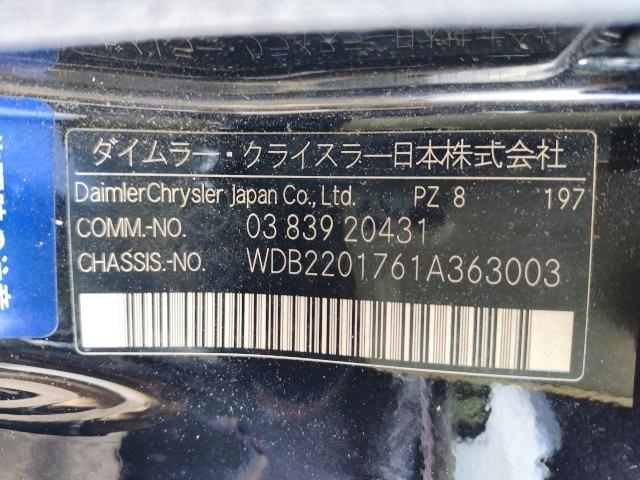 ダイムラー・クライスラー日本株式会社
DaimlerChrysler Japan Co., Ltd. PZ 8 197
COMM.-NO. 03 839 20431
CHASSIS.-NO. WDB2201761A363003